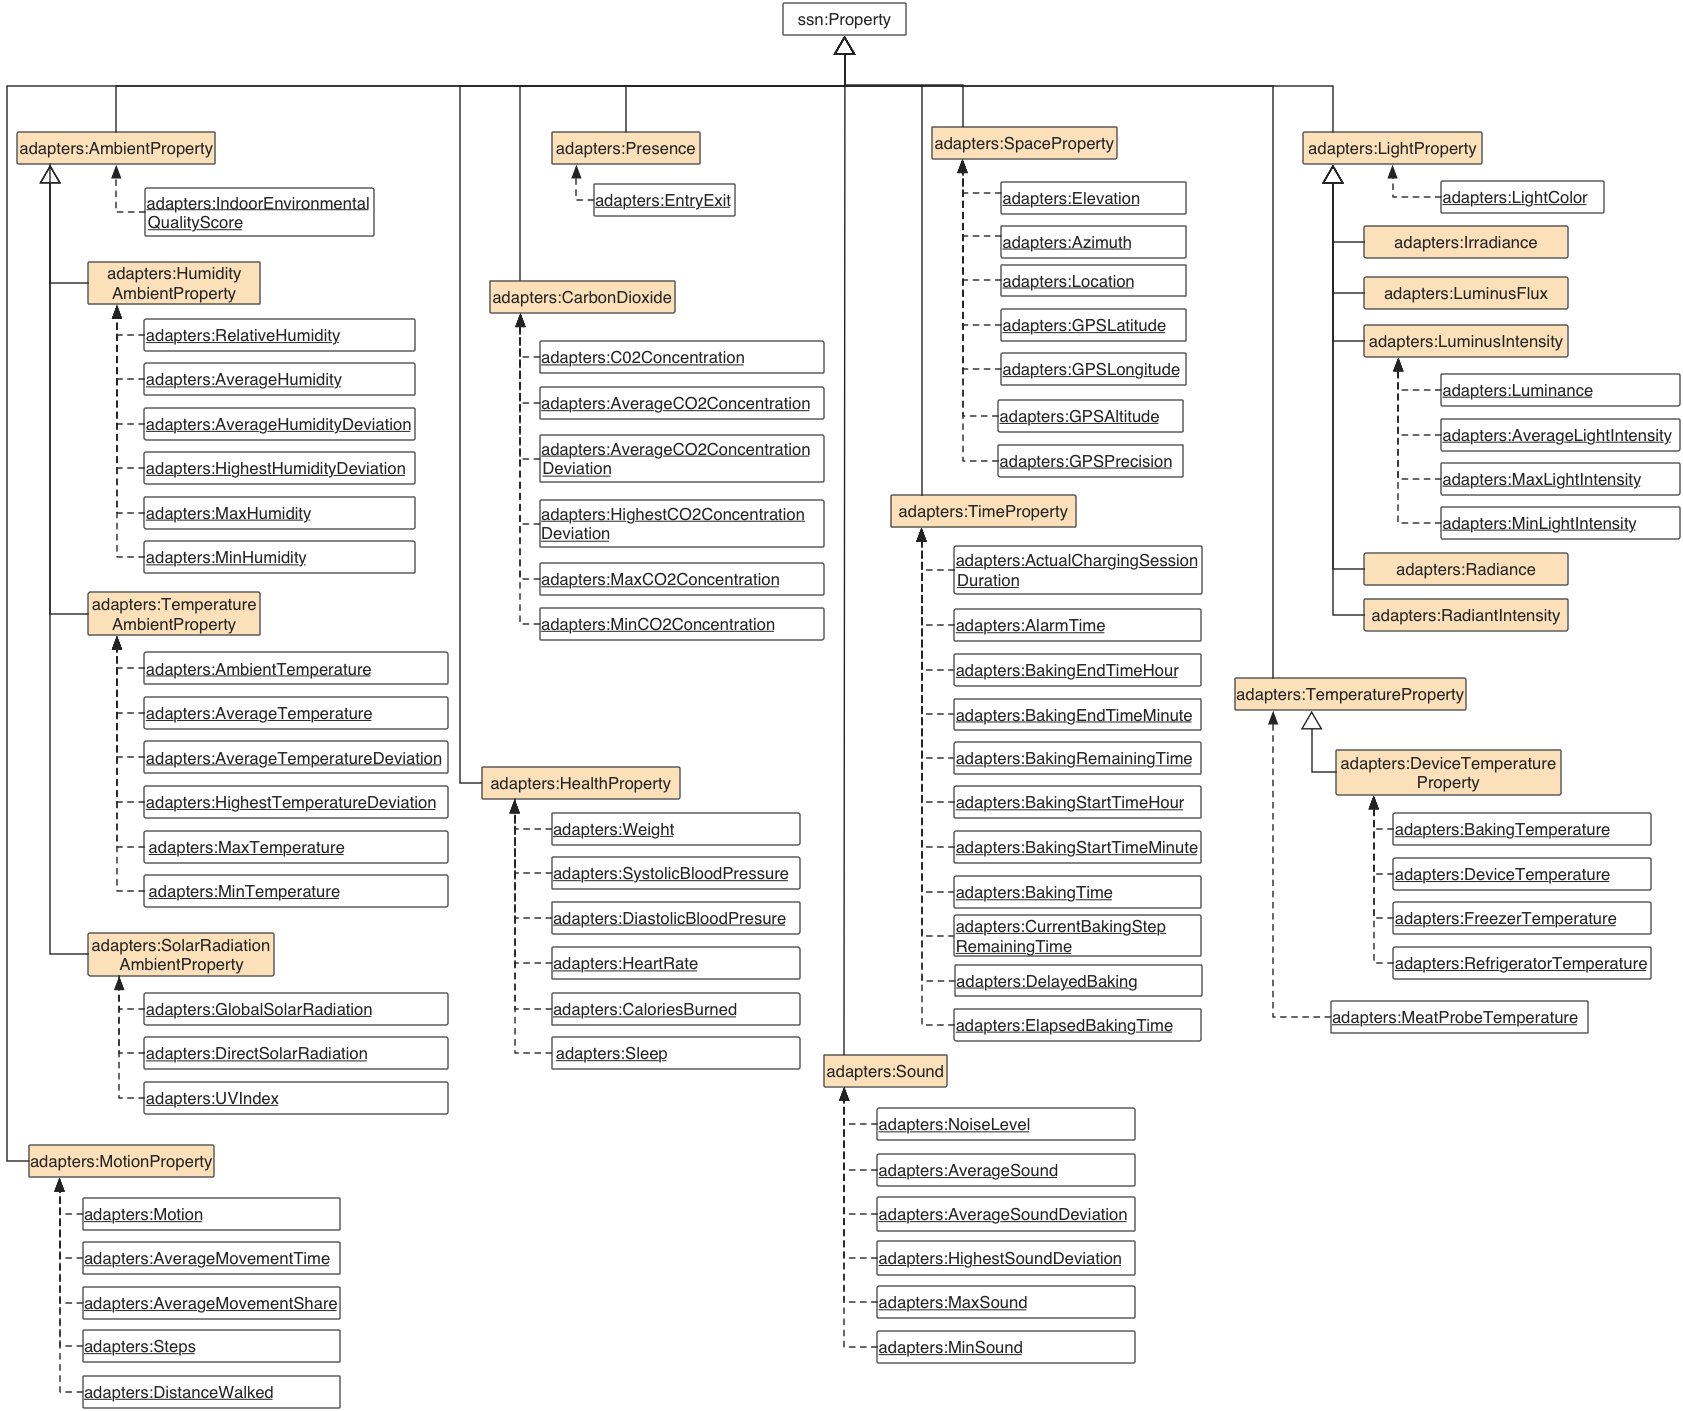 ssn:Property
adapters:AmbientProperty
adapters:IndoorEnvironmental
QualityScore
adapters:Humidity
AmbientProperty
adapters:RelativeHumidity
adapters:AverageHumidity
adapters:AverageHumidityDeviation
adapters:HighestHumidityDeviation
adapters:MaxHumidity
adapters:MinHumidity
adapters:Temperature
AmbientProperty
adapters:AmbientTemperature
adapters:AverageTemperature
adapters:AverageTemperatureDeviation
adapters:HighestTemperatureDeviation
adapters:MaxTemperature
adapters:MinTemperature
adapters:SolarRadiation
AmbientProperty
adapters:GlobalSolarRadiation
adapters:DirectSolarRadiation
adapters:UVIndex
adapters:MotionProperty
adapters:Motion
adapters:AverageMovementTime
adapters:AverageMovementShare
adapters:Steps
adapters:DistanceWalked
adapters:Presence
adapters:EntryExit
adapters:CarbonDioxide
adapters:C02Concentration
adapters:AverageCO2Concentration
adapters:AverageCO2Concentration
Deviation
adapters:HighestCO2Concentration
Deviation
adapters:MaxCO2Concentration
adapters:MinCO2Concentration
adapters:HealthProperty
adapters:Weight
adapters:SystolicBloodPressure
adapters:DiastolicBloodPresure
adapters:HeartRate
adapters:CaloriesBurned
adapters:Sleep
adapters:SpaceProperty
adapters:Elevation
adapters:Azimuth
adapters:Location
adapters:GPSLatitude
adapters:GPSLongitude
adapters:GPSAltitude
adapters:GPSPrecision
adapters:TimeProperty
adapters:ActualChargingSession
Duration
adapters:AlarmTime
adapters:BakingEndTimeHour
adapters:BakingEndTimeMinute
adapters:BakingRemainingTime
adapters:BakingStartTimeHour
adapters:BakingStartTimeMinute
adapters:BakingTime
adapters:CurrentBakingStep
RemainingTime
adapters:DelayedBaking
adapters:ElapsedBakingTime
adapters:Sound
adapters:NoiseLevel
adapters:AverageSound
adapters:AverageSoundDeviation
adapters:HighestSoundDeviation
adapters:MaxSound
adapters:MinSound
adapters:LightProperty
adapters:LightColor
adapters:Irradiance
adapters:LuminusFlux
adapters:LuminusIntensity
adapters:Luminance
adapters:AverageLightIntensity
adapters:MaxLightIntensity
adapters:MinLightIntensity
adapters:Radiance
adapters:RadiantIntensity
adapters:TemperatureProperty
adapters:DeviceTemperature
Property
adapters:BakingTemperature
adapters:DeviceTemperature
adapters:FreezerTemperature
adapters:RefrigeratorTemperature
adapters:MeatProbeTemperature